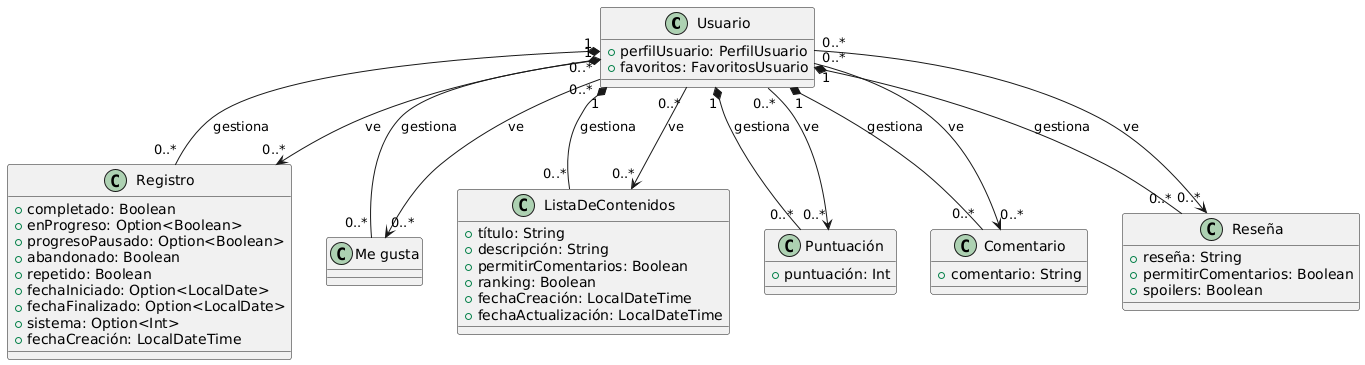 C Usuario
perfilUsuario: PerfilUsuario
favoritos: FavoritosUsuario
1
1
0..*
0..*
1
0..*
1
0..*
1
0..*
0..*
1
gestiona
ve
gestiona
ve
gestiona
ve
gestiona
ve
gestiona
ve
gestiona
ve
0..*
0..*
0..*
0..*
0..*
0..*
0..*
0..*
0..*
0..*
0..*
0..*
C Registro
completado: Boolean
enProgreso: Option<Boolean>
progresoPausado: Option<Boolean>
abandonado: Boolean
repetido: Boolean
fechaIniciado: Option<LocalDate>
fechaFinalizado: Option<LocalDate>
sistema: Option<Int>
fechaCreación: LocalDateTime
C Me gusta
C ListaDeContenidos
título: String
descripción: String
permitirComentarios: Boolean
ranking: Boolean
fechaCreación: LocalDateTime
fechaActualización: LocalDateTime
C Puntuación
puntuación: Int
C Comentario
comentario: String
C Reseña
reseña: String
permitirComentarios: Boolean
spoilers: Boolean